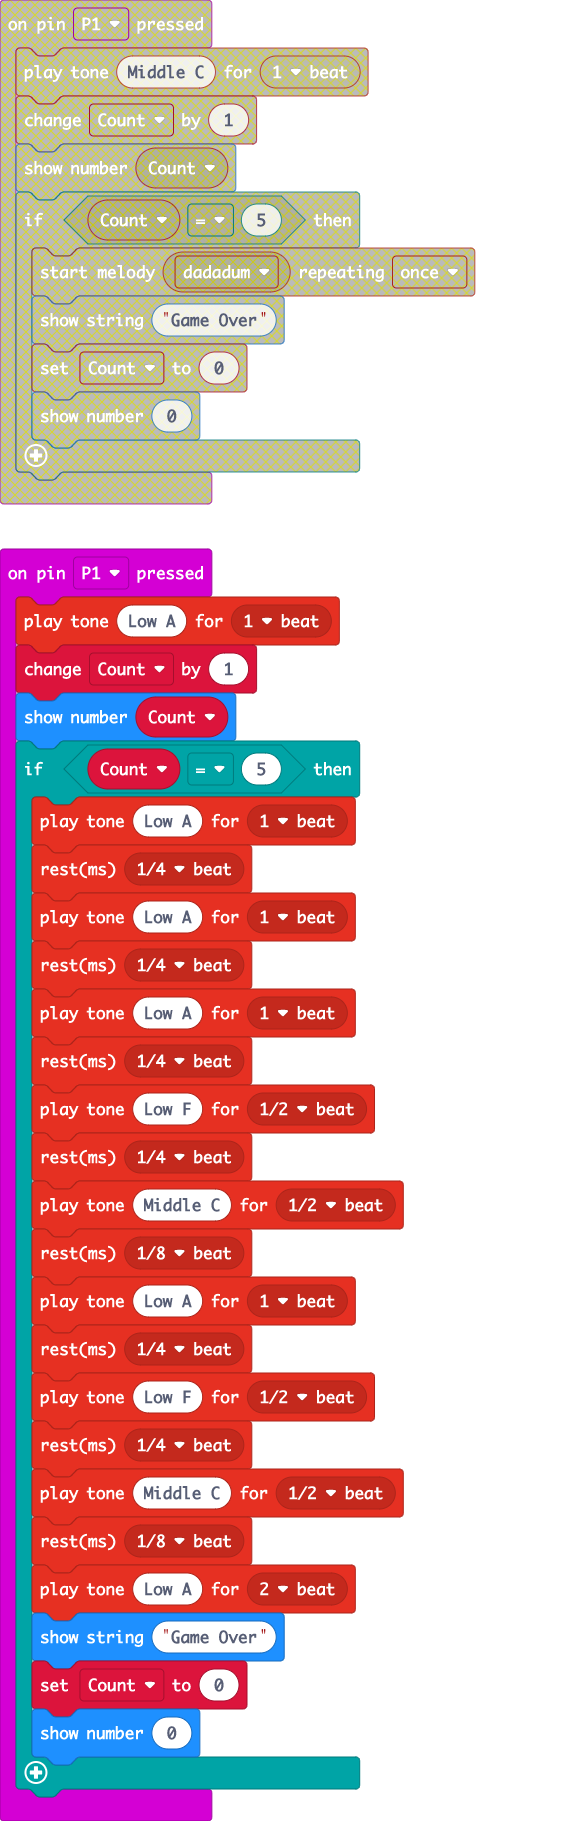 on pin P1 pressed
play tone Middle C for 1 beat
change Count by 1
show number Count
if Count = 5 then
start melody dadadum repeating once
show string "Game Over"
set Count to 0
show number 0
on pin P1 pressed
play tone Low A for 1 beat
change Count by 1
show number Count
if Count = 5 then
play tone Low A for 1 beat
rest(ms) 1/4 beat
play tone Low A for 1 beat
rest(ms) 1/4 beat
play tone Low A for 1 beat
rest(ms) 1/4 beat
play tone Low F for 1/2 beat
rest(ms) 1/4 beat
play tone Middle C for 1/2 beat
rest(ms) 1/8 beat
play tone Low A for 1 beat
rest(ms) 1/4 beat
play tone Low F for 1/2 beat
rest(ms) 1/4 beat
play tone Middle C for 1/2 beat
rest(ms) 1/8 beat
play tone Low A for 2 beat
show string "Game Over"
set Count to 0
show number 0